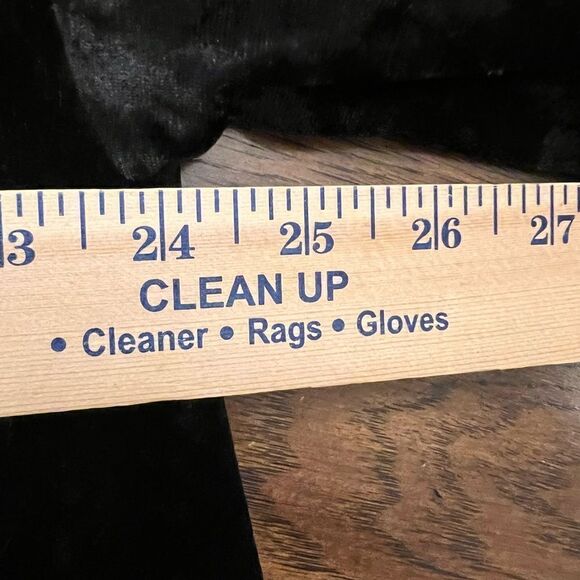 3 24 25 26 27
CLEAN UP
• Cleaner • Rags • Gloves